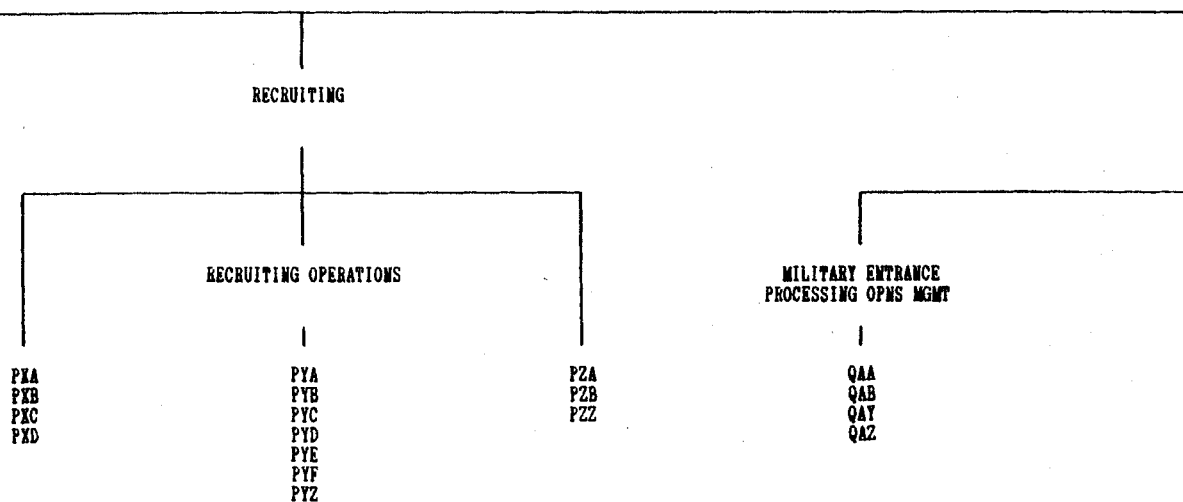 RECRUITING
RECRUITING OPERATIONS
MILITARY ENTRANCE
PROCESSING OPNS MGMT
PXA
PXB
PXC
PXD
PYA
PYB
PYC
PYD
PYE
PYF
PYZ
PZA
PZB
PZZ
QAA
QAB
QAY
QAZ